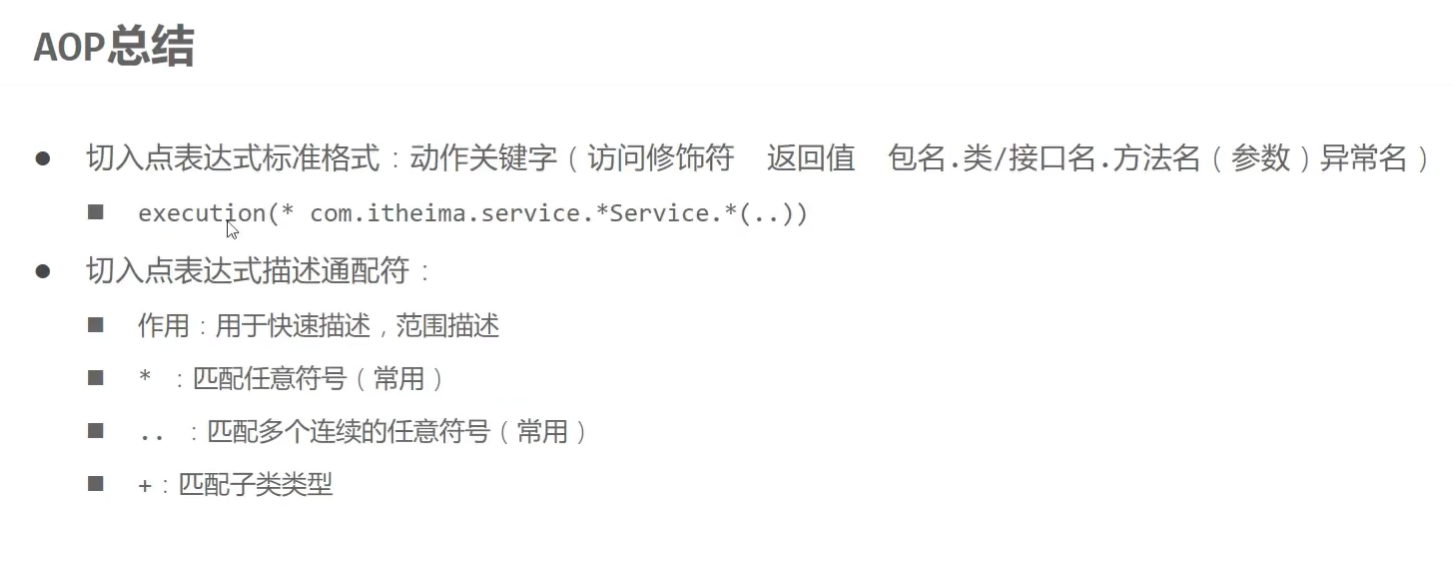 AOP总结
● 切入点表达式标准格式：动作关键字（访问修饰符 返回值 包名.类/接口名.方法名（参数）异常名）
■ execution(* com.itheima.service.*Service.*(..))
● 切入点表达式描述通配符：
■ 作用：用于快速描述，范围描述
■ * ：匹配任意符号（常用）
■ .. ：匹配多个连续的任意符号（常用）
■ +：匹配子类类型